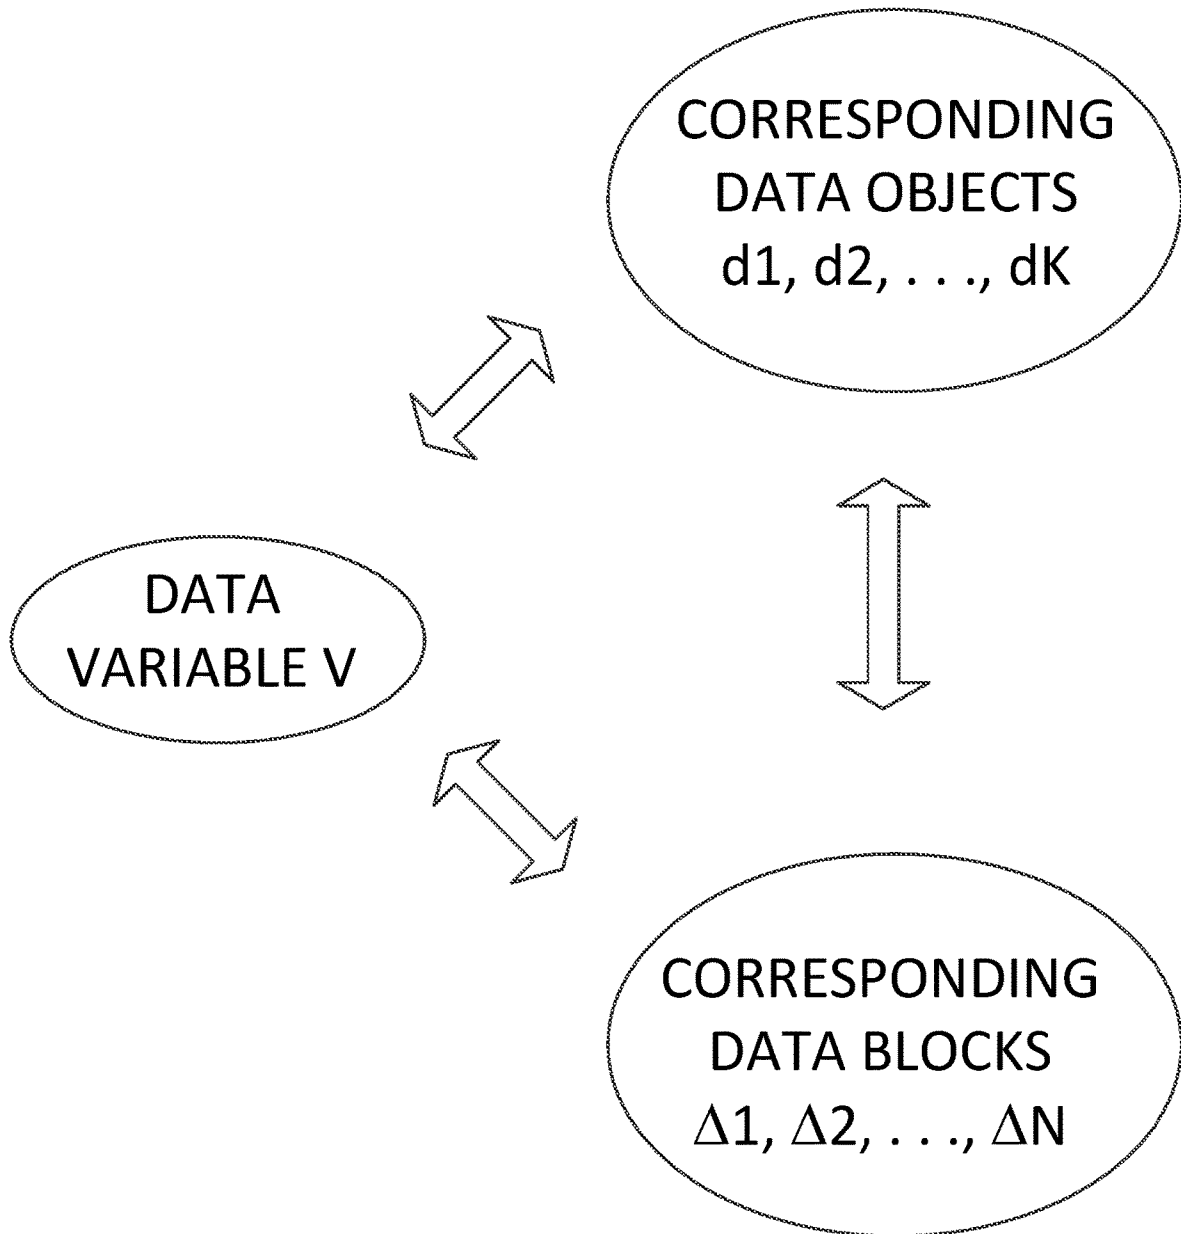 CORRESPONDING
DATA OBJECTS
d1, d2, . . ., dK
DATA
VARIABLE V
CORRESPONDING
DATA BLOCKS
Δ1, Δ2, . . ., ΔN